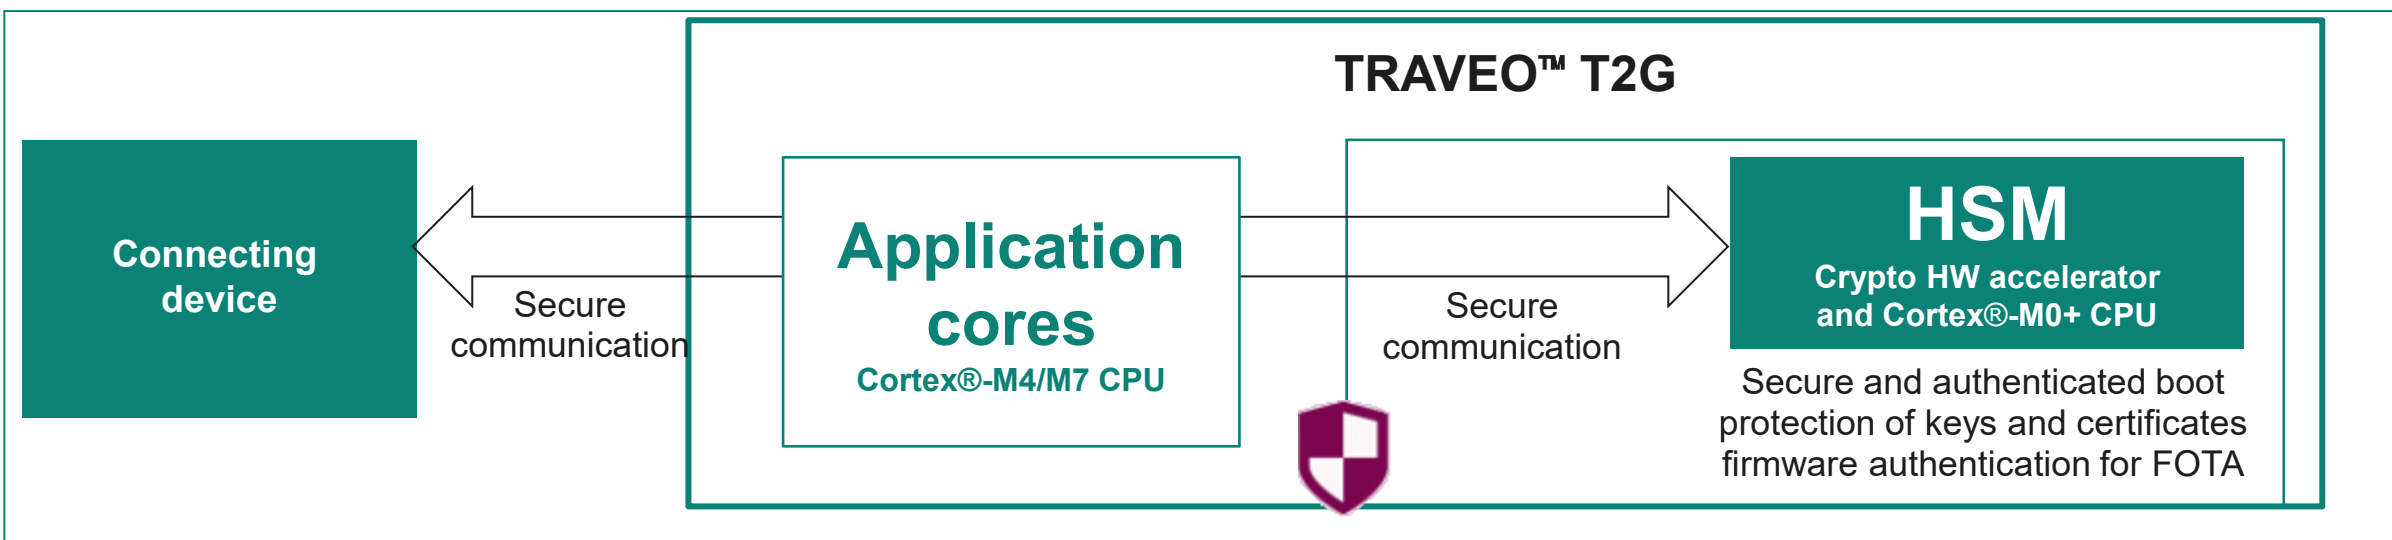 TRAVEO™ T2G
Connecting
device
Secure
communication
Application
cores
Cortex®-M4/M7 CPU
Secure
communication
HSM
Crypto HW accelerator
and Cortex®-M0+ CPU
Secure and authenticated boot
protection of keys and certificates
firmware authentication for FOTA